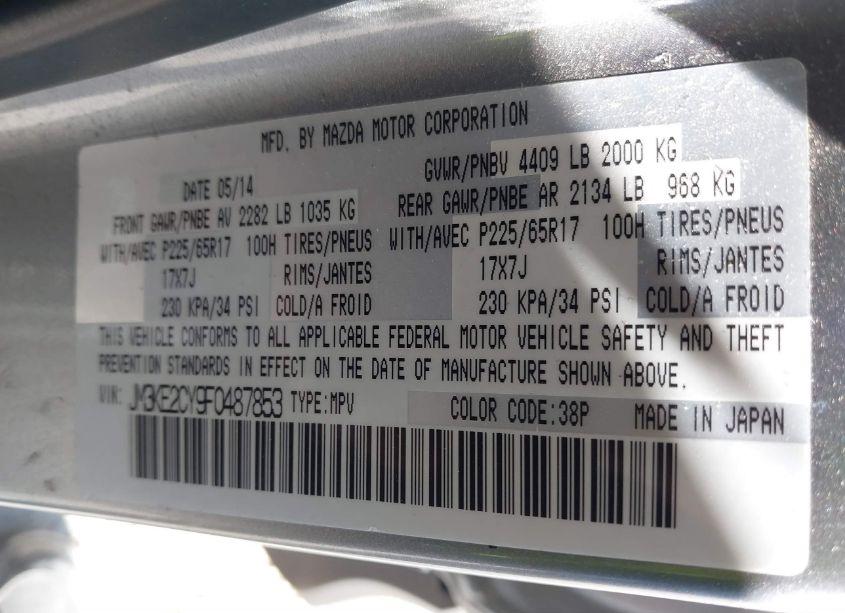 MFD. BY MAZDA MOTOR CORPORATION
DATE 05/14 GVWR/PNBV 4409 LB 2000 KG
FRONT GAWR/PNBE AV 2282 LB 1035 KG REAR GAWR/PNBE AR 2134 LB 968 KG
WITH/AVEC P225/65R17 100H TIRES/PNEUS WITH/AVEC P225/65R17 100H TIRES/PNEUS
17X7J RIMS/JANTES 17X7J RIMS/JANTES
230 KPA/34 PSI COLD/A FROID 230 KPA/34 PSI COLD/A FROID
THIS VEHICLE CONFORMS TO ALL APPLICABLE FEDERAL MOTOR VEHICLE SAFETY AND THEFT
PREVENTION STANDARDS IN EFFECT ON THE DATE OF MANUFACTURE SHOWN ABOVE.
VIN: JM3KE2CY9F0487853 TYPE:MPV COLOR CODE:38P MADE IN JAPAN